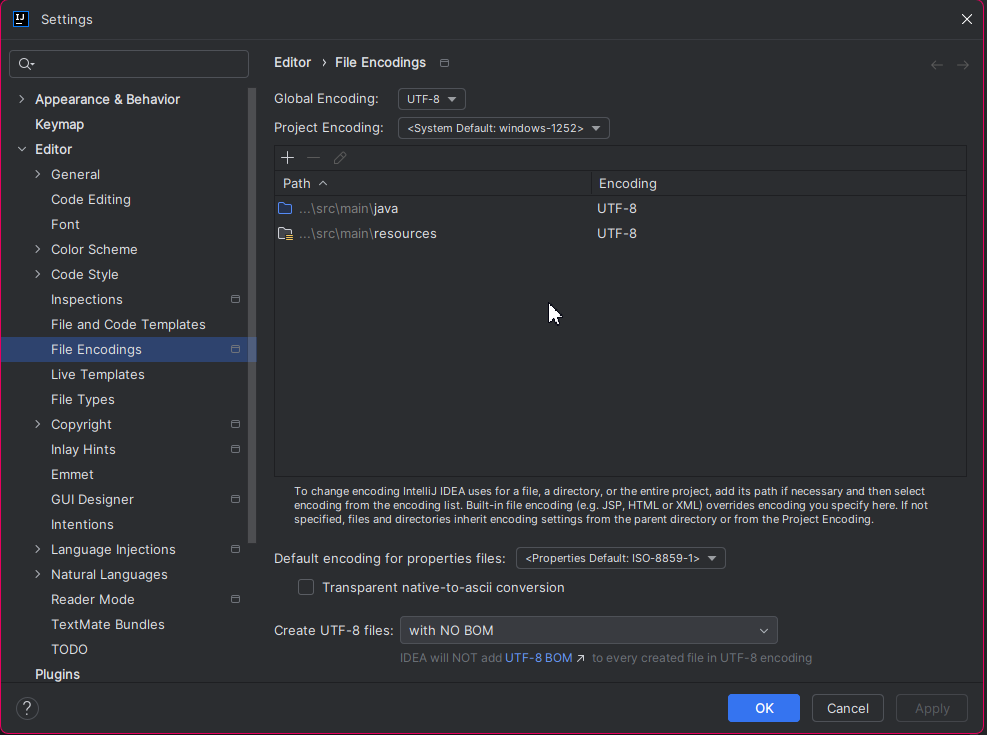 IJ Settings
Editor › File Encodings
Appearance & Behavior
Keymap
Editor
General
Code Editing
Font
Color Scheme
Code Style
Inspections
File and Code Templates
File Encodings
Live Templates
File Types
Copyright
Inlay Hints
Emmet
GUI Designer
Intentions
Language Injections
Natural Languages
Reader Mode
TextMate Bundles
TODO
Plugins
Global Encoding: UTF-8
Project Encoding: <System Default: windows-1252>
Path Encoding
...\src\main\java UTF-8
...\src\main\resources UTF-8
To change encoding IntelliJ IDEA uses for a file, a directory, or the entire project, add its path if necessary and then select
encoding from the encoding list. Built-in file encoding (e.g. JSP, HTML or XML) overrides encoding you specify here. If not
specified, files and directories inherit encoding settings from the parent directory or from the Project Encoding.
Default encoding for properties files: <Properties Default: ISO-8859-1>
Transparent native-to-ascii conversion
Create UTF-8 files: with NO BOM
IDEA will NOT add UTF-8 BOM ↗ to every created file in UTF-8 encoding
? OK Cancel Apply